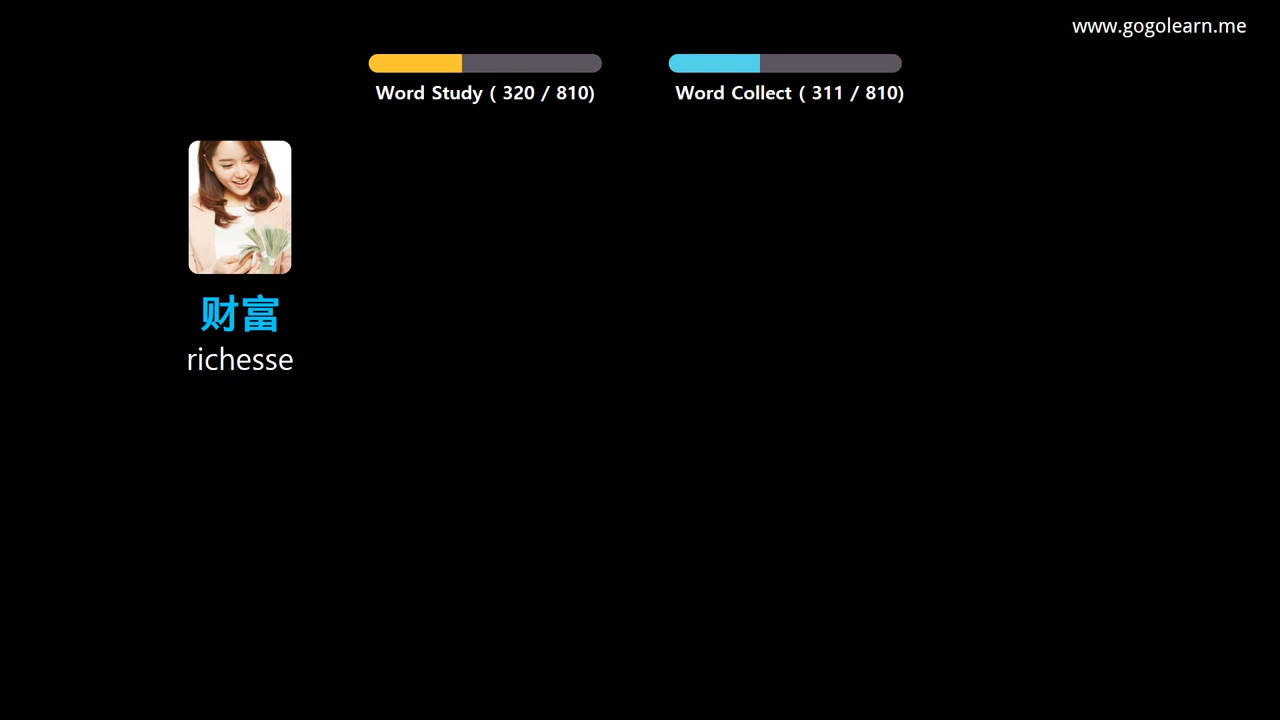 www.gogolearn.me
Word Study ( 320 / 810)
Word Collect ( 311 / 810)
财富
richesse